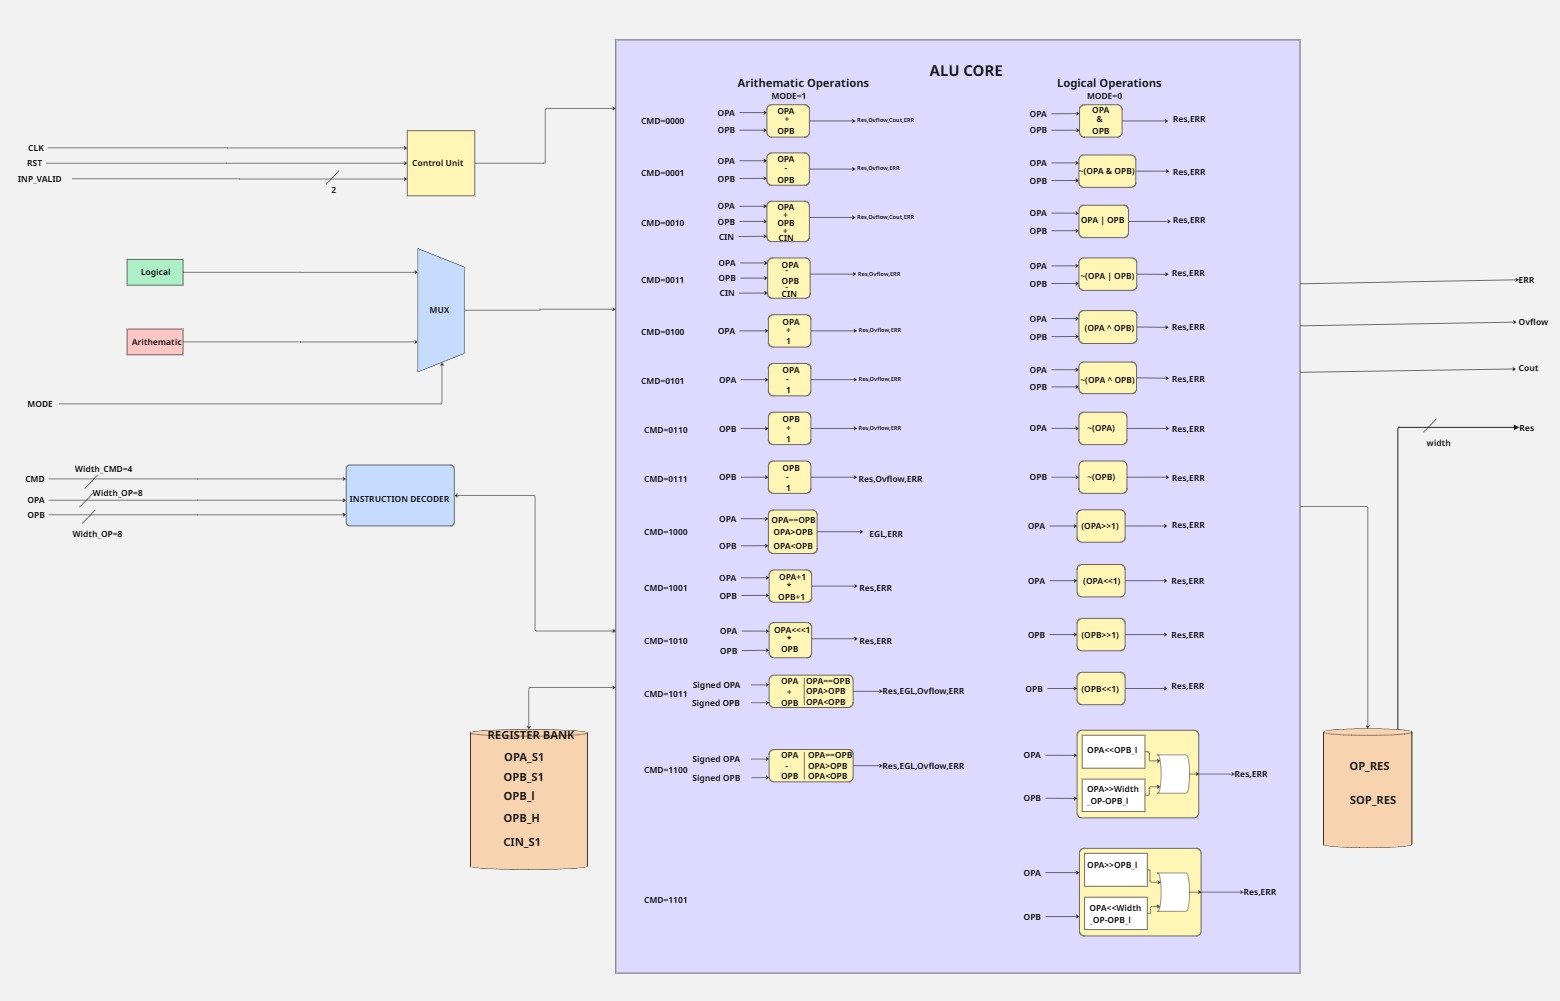 ALU CORE
Arithematic Operations
Logical Operations
MODE=1
MODE=0
CLK
RST
INP_VALID
2
Control Unit
Logical
Arithematic
MUX
MODE
CMD
OPA
OPB
Width_CMD=4
Width_OP=8
Width_OP=8
INSTRUCTION DECODER
REGISTER BANK
OPA_S1
OPB_S1
OPB_l
OPB_H
CIN_S1
CMD=0000
OPA
OPB
OPA
+
OPB
Res,Ovflow,Cout,ERR
OPA
OPB
OPA
&
OPB
Res,ERR
CMD=0001
OPA
OPB
OPA
-
OPB
Res,Ovflow,ERR
OPA
OPB
~(OPA & OPB)
Res,ERR
CMD=0010
OPA
OPB
CIN
OPA
+
OPB
+
CIN
Res,Ovflow,Cout,ERR
OPA
OPB
OPA | OPB
Res,ERR
CMD=0011
OPA
OPB
CIN
OPA
-
OPB
-
CIN
Res,Ovflow,ERR
OPA
OPB
~(OPA | OPB)
Res,ERR
CMD=0100
OPA
OPA
+
1
Res,Ovflow,ERR
OPA
OPB
(OPA ^ OPB)
Res,ERR
CMD=0101
OPA
OPA
-
1
Res,Ovflow,ERR
OPA
OPB
~(OPA ^ OPB)
Res,ERR
CMD=0110
OPB
OPB
+
1
Res,Ovflow,ERR
OPA
~(OPA)
Res,ERR
CMD=0111
OPB
OPB
-
1
Res,Ovflow,ERR
OPB
~(OPB)
Res,ERR
CMD=1000
OPA
OPB
OPA==OPB
OPA>OPB
OPA<OPB
EGL,ERR
OPA
(OPA>>1)
Res,ERR
CMD=1001
OPA
OPB
OPA+1
*
OPB+1
Res,ERR
OPA
(OPA<<1)
Res,ERR
CMD=1010
OPA
OPB
OPA<<<1
*
OPB
Res,ERR
OPB
(OPB>>1)
Res,ERR
CMD=1011
Signed OPA
Signed OPB
OPA
+
OPB
OPA==OPB
OPA>OPB
OPA<OPB
Res,EGL,Ovflow,ERR
OPB
(OPB<<1)
Res,ERR
CMD=1100
Signed OPA
Signed OPB
OPA
-
OPB
OPA==OPB
OPA>OPB
OPA<OPB
Res,EGL,Ovflow,ERR
OPA
OPB
OPA<<OPB_l
OPA>>Width
_OP-OPB_l
Res,ERR
CMD=1101
OPA
OPB
OPA>>OPB_l
OPA<<Width
_OP-OPB_l
Res,ERR
ERR
Ovflow
Cout
Res
width
OP_RES
SOP_RES